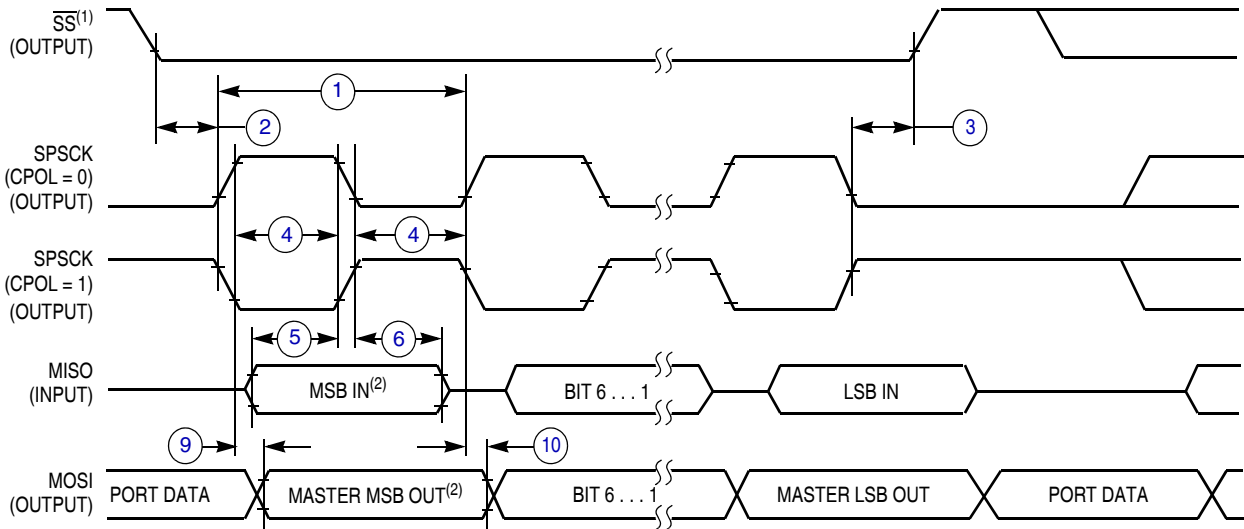 SS(1)
(OUTPUT)
1
2
3
SPSCK
(CPOL = 0)
(OUTPUT)
4
4
SPSCK
(CPOL = 1)
(OUTPUT)
5
6
MISO
(INPUT)
MSB IN(2)
BIT 6 . . . 1
LSB IN
9
10
MOSI
(OUTPUT)
PORT DATA
MASTER MSB OUT(2)
BIT 6 . . . 1
MASTER LSB OUT
PORT DATA